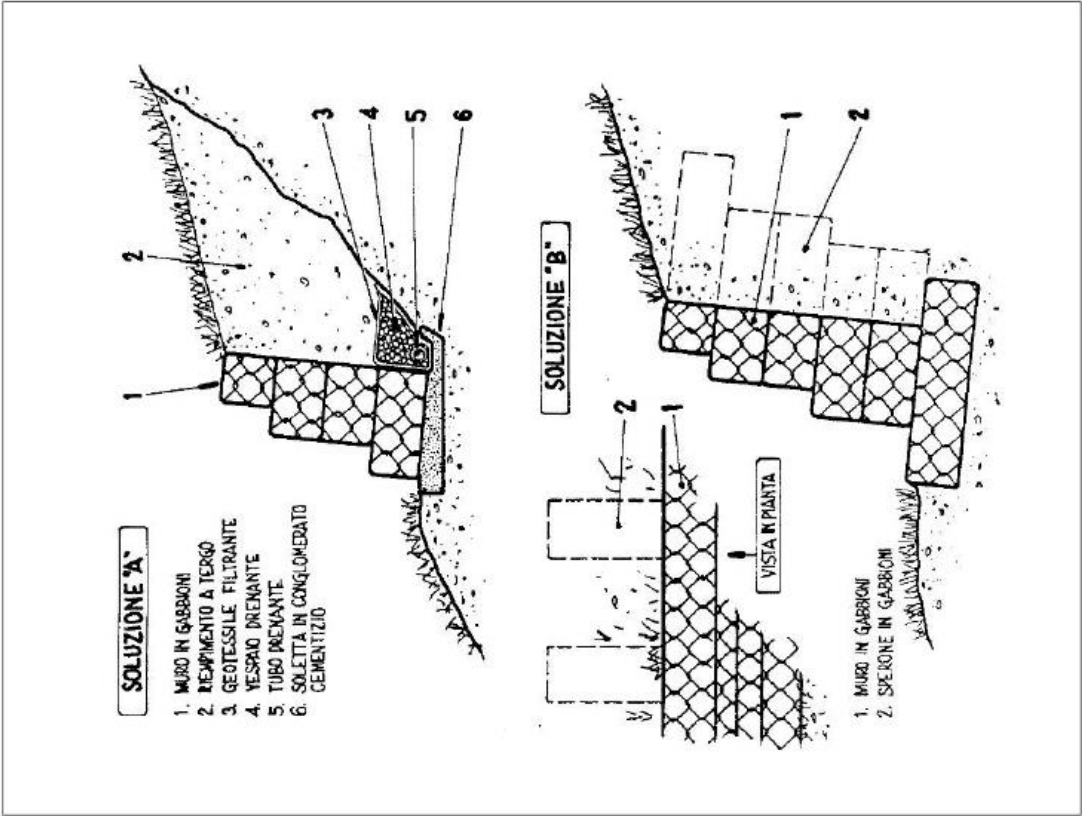 SOLUZIONE "A"
1. MURO IN GABBIONI
2. RIEMPIMENTO A TERGO
3. GEOTESSILE FILTRANTE
4. VESPAIO DRENANTE
5. TUBO DRENANTE
6. SOLETTA IN CONGLOMERATO
CEMENTIZIO
1
2
3
4
5
6
SOLUZIONE "B"
2
1
VISTA IN PIANTA
1
2
1. MURO IN GABBIONI
2. SPERONE IN GABBIONI